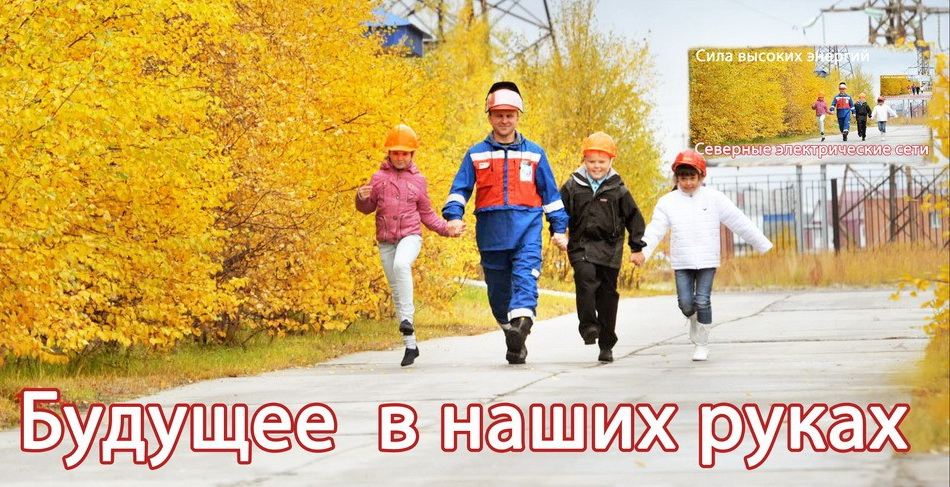 Сила высоких энергий
Северные электрические сети
Будущее в наших руках